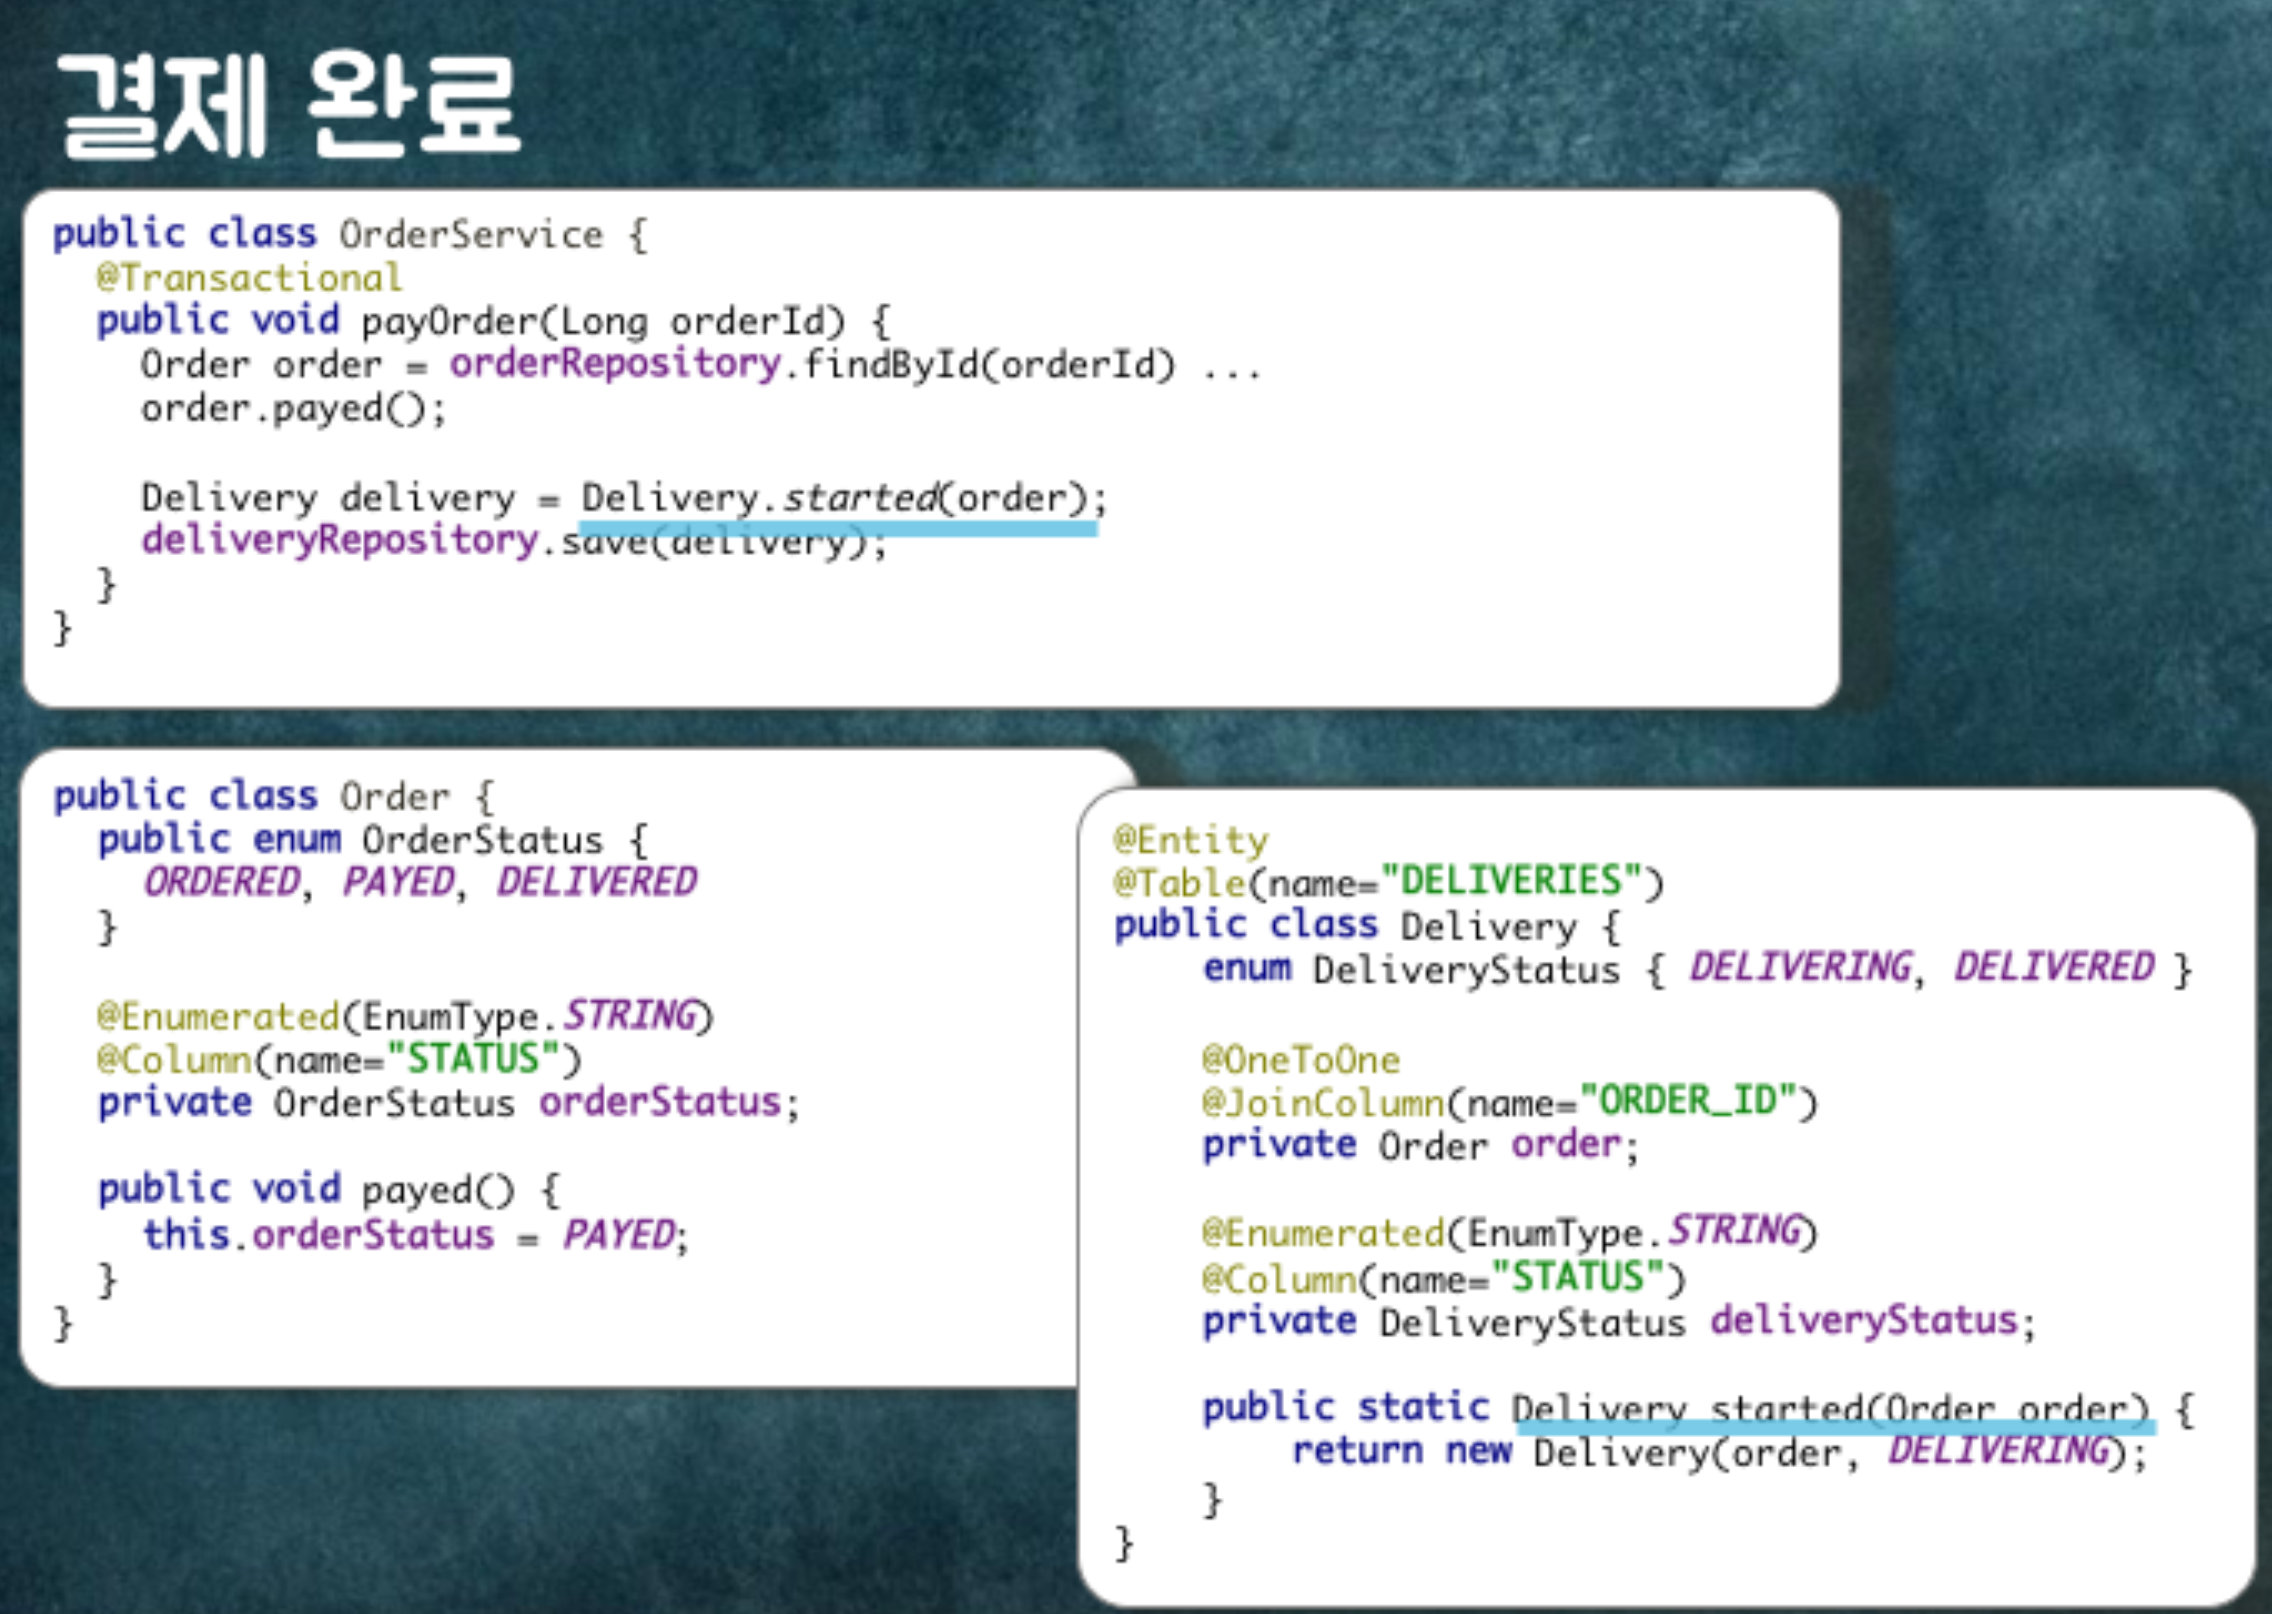 결제 완료
public class OrderService {
@Transactional
public void payOrder(Long orderId) {
Order order = orderRepository.findById(orderId) ...
order.payed();
Delivery delivery = Delivery.started(order);
deliveryRepository.save(delivery);
}
}
public class Order {
public enum OrderStatus {
ORDERED, PAYED, DELIVERED
}
@Enumerated(EnumType.STRING)
@Column(name="STATUS")
private OrderStatus orderStatus;
public void payed() {
this.orderStatus = PAYED;
}
}
@Entity
@Table(name="DELIVERIES")
public class Delivery {
enum DeliveryStatus { DELIVERING, DELIVERED }
@OneToOne
@JoinColumn(name="ORDER_ID")
private Order order;
@Enumerated(EnumType.STRING)
@Column(name="STATUS")
private DeliveryStatus deliveryStatus;
public static Delivery started(Order order) {
return new Delivery(order, DELIVERING);
}
}